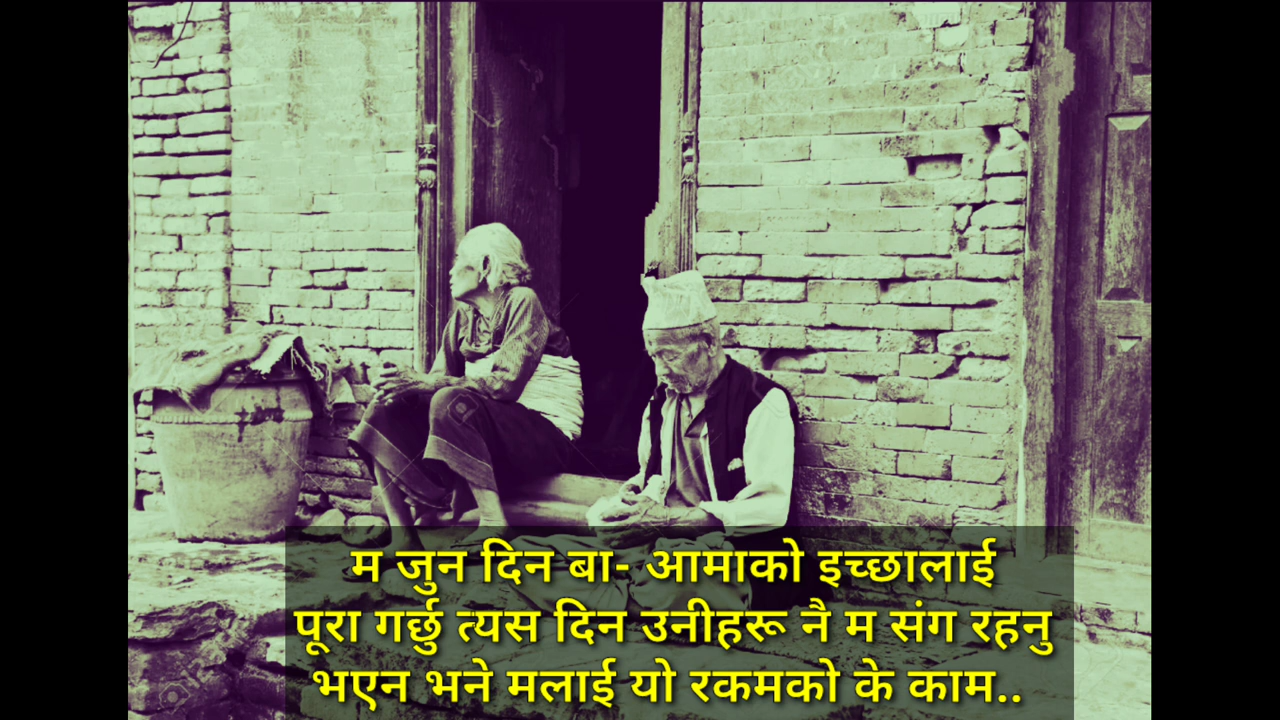 म जुन दिन बा- आमाको इच्छालाई
पूरा गर्छु त्यस दिन उनीहरू नै म संग रहनु
भएन भने मलाई यो रकमको के काम..